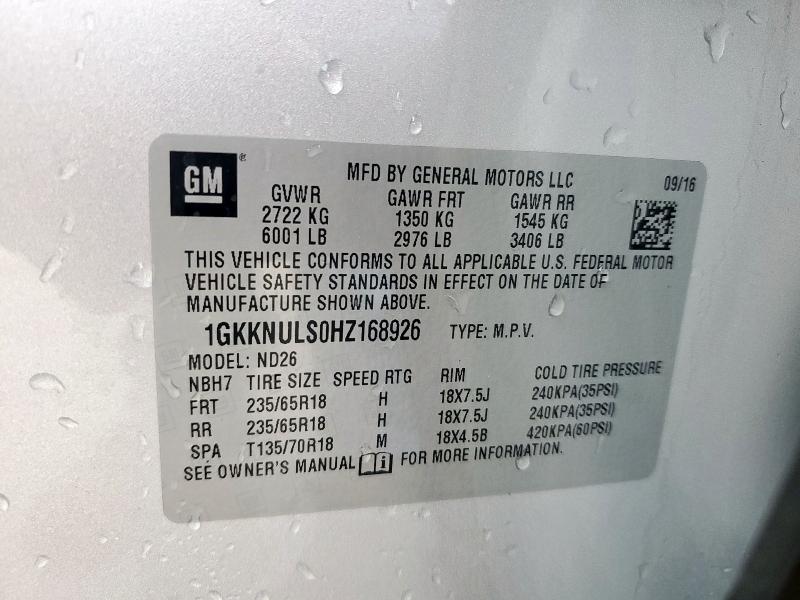 GM ®
MFD BY GENERAL MOTORS LLC 09/16
GVWR GAWR FRT GAWR RR
2722 KG 1350 KG 1545 KG
6001 LB 2976 LB 3406 LB
THIS VEHICLE CONFORMS TO ALL APPLICABLE U.S. FEDERAL MOTOR
VEHICLE SAFETY STANDARDS IN EFFECT ON THE DATE OF
MANUFACTURE SHOWN ABOVE.
1GKKNULS0HZ168926 TYPE: M.P.V.
MODEL: ND26
NBH7 TIRE SIZE SPEED RTG RIM COLD TIRE PRESSURE
FRT 235/65R18 H 18X7.5J 240KPA(35PSI)
RR 235/65R18 H 18X7.5J 240KPA(35PSI)
SPA T135/70R18 M 18X4.5B 420KPA(60PSI)
SEE OWNER'S MANUAL i FOR MORE INFORMATION.